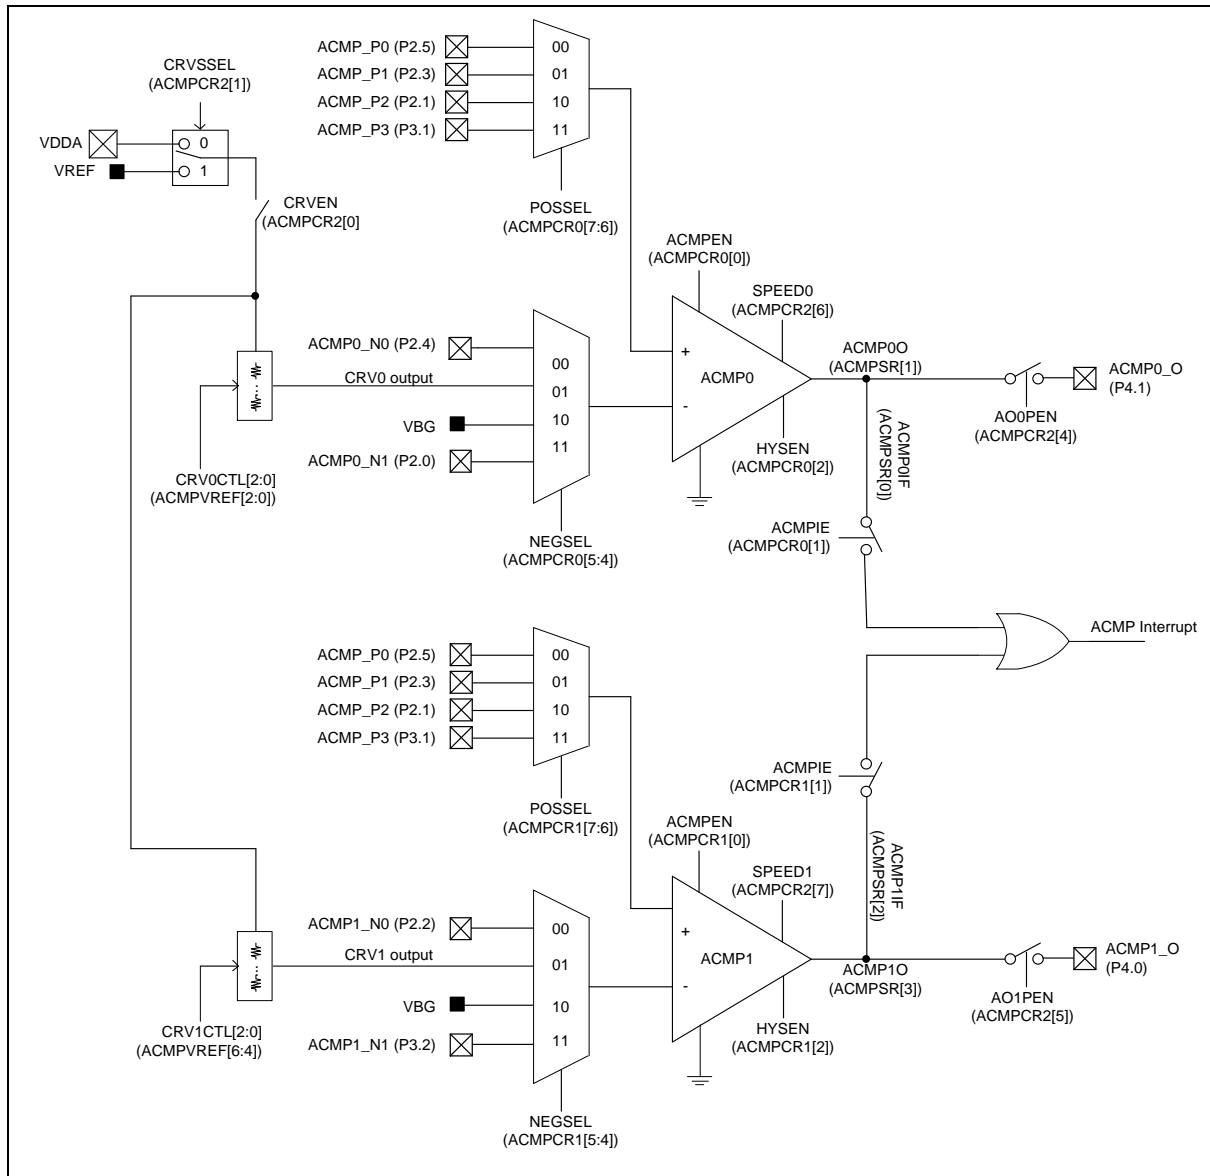 ACMP_P0 (P2.5)
ACMP_P1 (P2.3)
ACMP_P2 (P2.1)
ACMP_P3 (P3.1)
00
01
10
11
CRVSSEL
(ACMPCR2[1])
VDDA
VREF
0
1
CRVEN
(ACMPCR2[0]
POSSEL
(ACMPCR0[7:6])
ACMPEN
(ACMPCR0[0])
SPEED0
(ACMPCR2[6])
ACMP0_N0 (P2.4)
CRV0 output
VBG
ACMP0_N1 (P2.0)
00
01
10
11
+
-
ACMP0
ACMP0O
(ACMPSR[1])
ACMP0_O
(P4.1)
AO0PEN
(ACMPCR2[4])
HYSEN
(ACMPCR0[2])
ACMP0IF
(ACMPSR[0])
CRV0CTL[2:0]
(ACMPVREF[2:0])
NEGSEL
(ACMPCR0[5:4])
ACMPIE
(ACMPCR0[1])
ACMP Interrupt
ACMP_P0 (P2.5)
ACMP_P1 (P2.3)
ACMP_P2 (P2.1)
ACMP_P3 (P3.1)
00
01
10
11
POSSEL
(ACMPCR1[7:6])
ACMPIE
(ACMPCR1[1])
ACMPEN
(ACMPCR1[0])
SPEED1
(ACMPCR2[7])
ACMP1IF
(ACMPSR[2])
ACMP1_N0 (P2.2)
CRV1 output
VBG
ACMP1_N1 (P3.2)
00
01
10
11
+
-
ACMP1
ACMP1O
(ACMPSR[3])
ACMP1_O
(P4.0)
AO1PEN
(ACMPCR2[5])
HYSEN
(ACMPCR1[2])
CRV1CTL[2:0]
(ACMPVREF[6:4])
NEGSEL
(ACMPCR1[5:4])